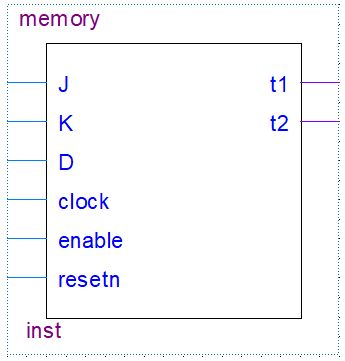 memory
J t1
K t2
D
clock
enable
resetn
inst